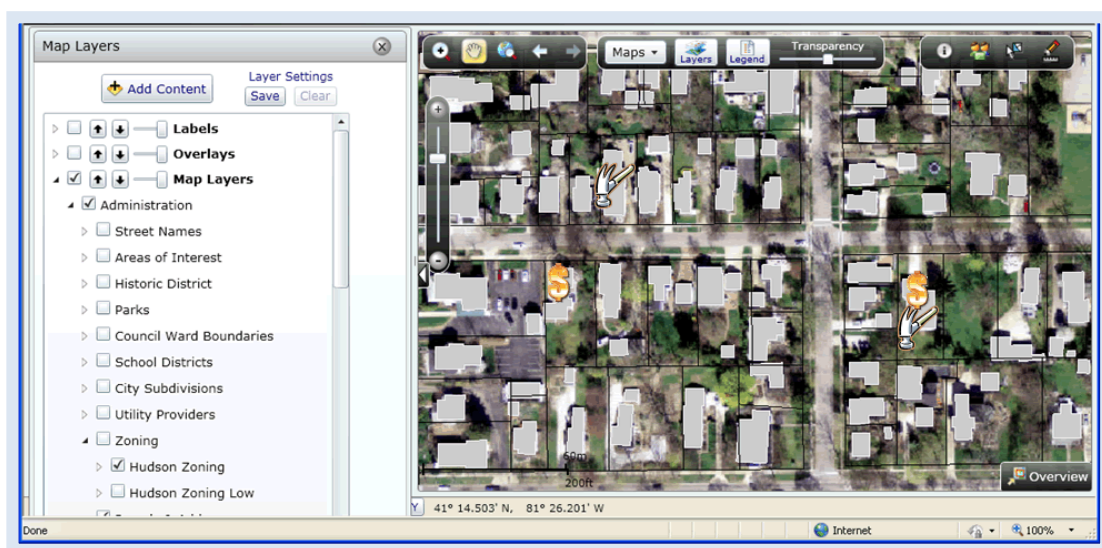 Map Layers
Add Content
Layer Settings
Save Clear
Labels
Overlays
Map Layers
Administration
Street Names
Areas of Interest
Historic District
Parks
Council Ward Boundaries
School Districts
City Subdivisions
Utility Providers
Zoning
Hudson Zoning
Hudson Zoning Low
Maps
Layers
Legend
Transparency
60m
200ft
Overview
41° 14.503' N, 81° 26.201' W
Done
Internet
100%